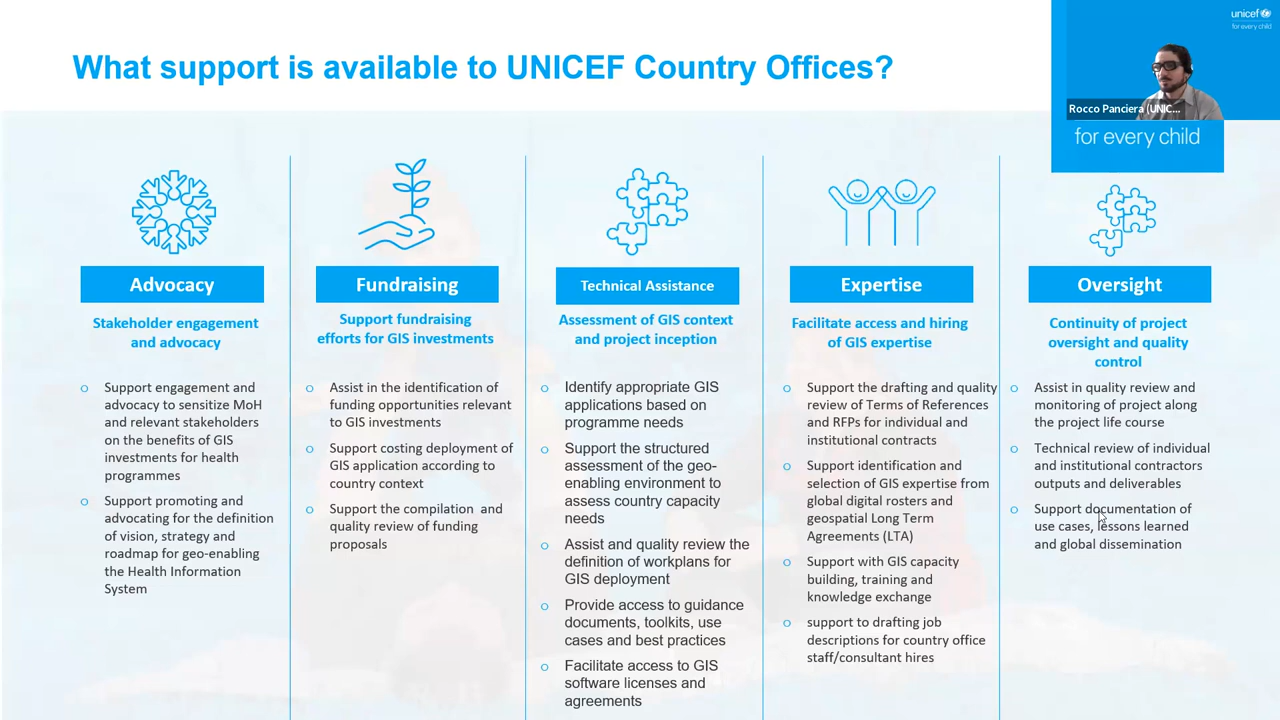 What support is available to UNICEF Country Offices?
unicef
for every child
Rocco Panciera (UNIC...
for every child
Advocacy
Stakeholder engagement
and advocacy
o Support engagement and
advocacy to sensitize MoH
and relevant stakeholders
on the benefits of GIS
investments for health
programmes
o Support promoting and
advocating for the definition
of vision, strategy and
roadmap for geo-enabling
the Health Information
System
Fundraising
Support fundraising
efforts for GIS investments
o Assist in the identification of
funding opportunities relevant
to GIS investments
o Support costing deployment of
GIS application according to
country context
o Support the compilation and
quality review of funding
proposals
Technical Assistance
Assessment of GIS context
and project inception
o Identify appropriate GIS
applications based on
programme needs
o Support the structured
assessment of the geo-
enabling environment to
assess country capacity
needs
o Assist and quality review the
definition of workplans for
GIS deployment
o Provide access to guidance
documents, toolkits, use
cases and best practices
o Facilitate access to GIS
software licenses and
agreements
Expertise
Facilitate access and hiring
of GIS expertise
o Support the drafting and quality
review of Terms of References
and RFPs for individual and
institutional contracts
o Support identification and
selection of GIS expertise from
global digital rosters and
geospatial Long Term
Agreements (LTA)
o Support with GIS capacity
building, training and
knowledge exchange
o support to drafting job
descriptions for country office
staff/consultant hires
Oversight
Continuity of project
oversight and quality
control
o Assist in quality review and
monitoring of project along
the project life course
o Technical review of individual
and institutional contractors
outputs and deliverables
o Support documentation of
use cases, lessons learned
and global dissemination